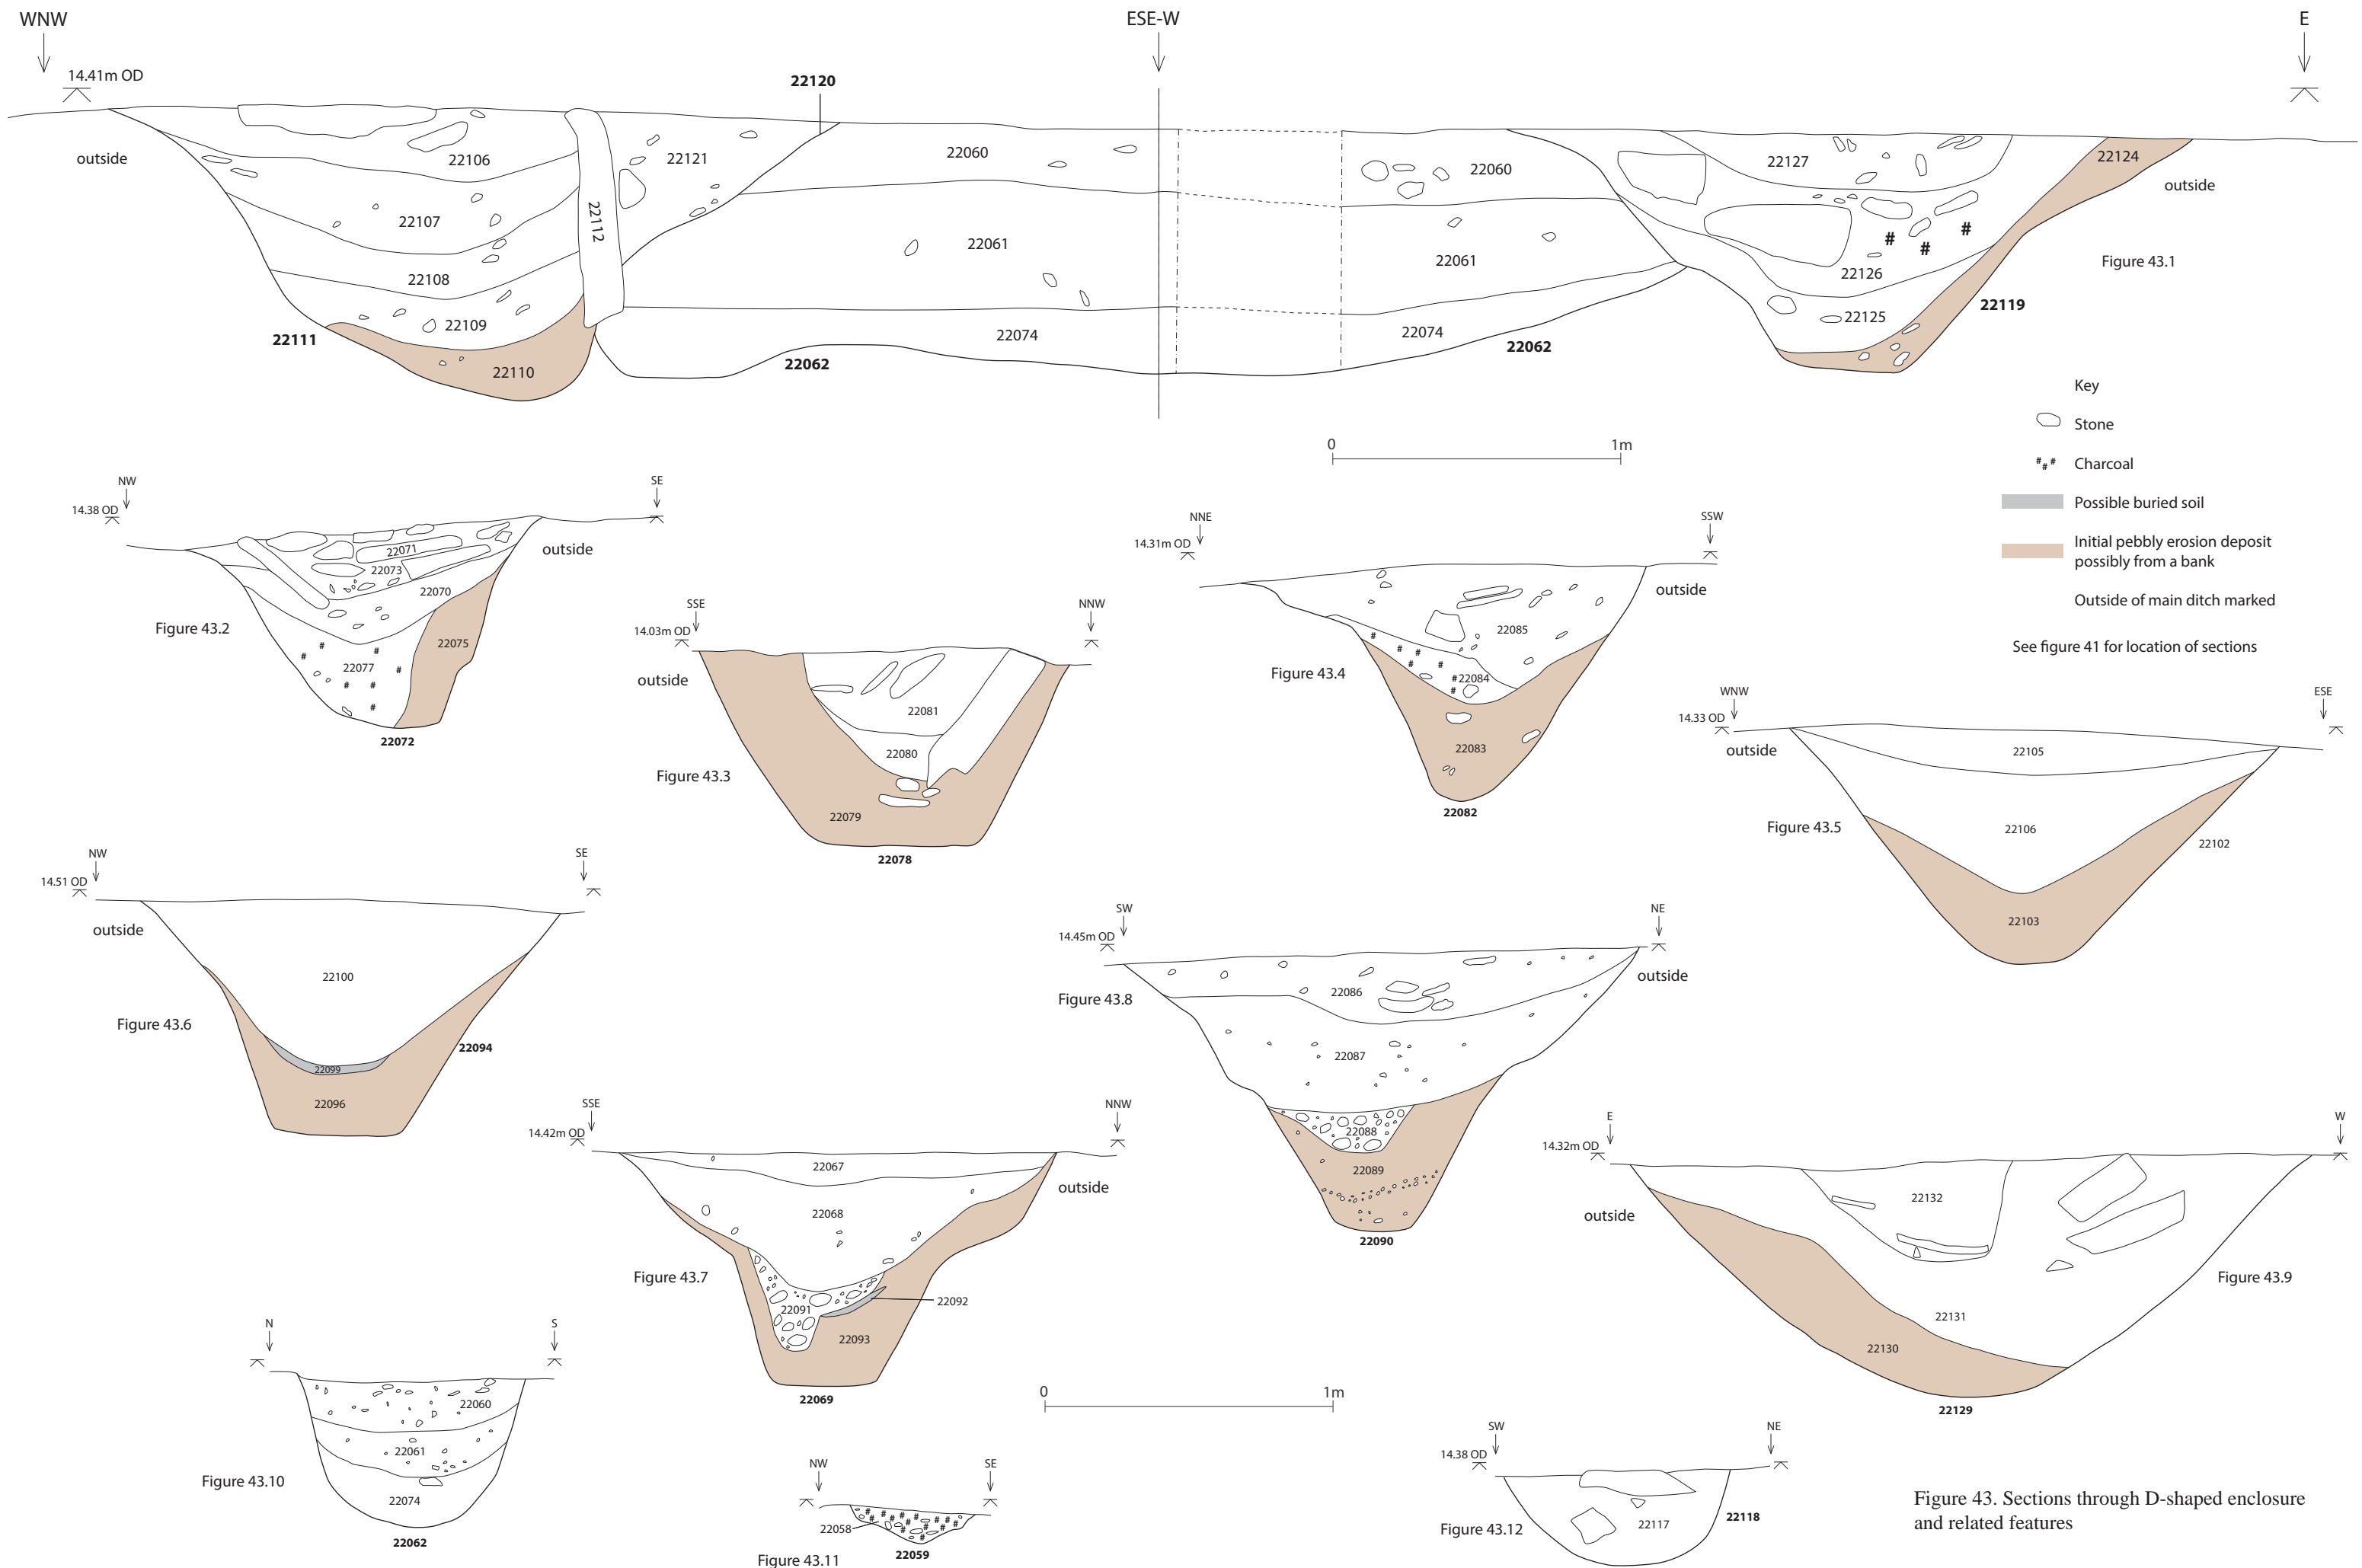 WNW
ESE-W
E
14.41m OD
22120
outside
22106
22121
22060
22060
22127
22124
outside
22107
22112
22061
22061
22126
Figure 43.1
22108
22109
22125
22119
22111
22110
22074
22074
22062
22062
0 1m
Key
Stone
Charcoal
Possible buried soil
Initial pebbly erosion deposit
possibly from a bank
Outside of main ditch marked
See figure 41 for location of sections
NW
SE
14.38 OD
outside
22071
22073
22070
Figure 43.2
22075
22077
22072
SSE
NNW
14.03m OD
outside
22081
22080
Figure 43.3
22079
22078
NNE
SSW
14.31m OD
outside
22085
Figure 43.4
22084
22083
22082
WNW
ESE
14.33 OD
outside
22105
Figure 43.5
22106
22102
22103
NW
SE
14.51 OD
outside
22100
Figure 43.6
22094
22099
22096
SW
NE
14.45m OD
outside
Figure 43.8
22086
22087
22088
22089
22090
SSE
NNW
14.42m OD
22067
outside
22068
Figure 43.7
22091
22092
22093
22069
E
W
14.32m OD
outside
22132
Figure 43.9
22131
22130
22129
N
S
22060
22061
Figure 43.10
22074
22062
0 1m
NW
SE
22058
22059
Figure 43.11
SW
NE
14.38 OD
22118
22117
Figure 43.12
Figure 43. Sections through D-shaped enclosure
and related features